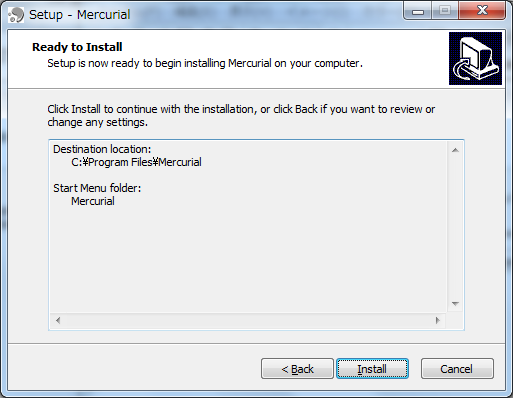 Setup - Mercurial
Ready to Install
Setup is now ready to begin installing Mercurial on your computer.
Click Install to continue with the installation, or click Back if you want to review or
change any settings.
Destination location:
C:¥Program Files¥Mercurial
Start Menu folder:
Mercurial
< Back
Install
Cancel